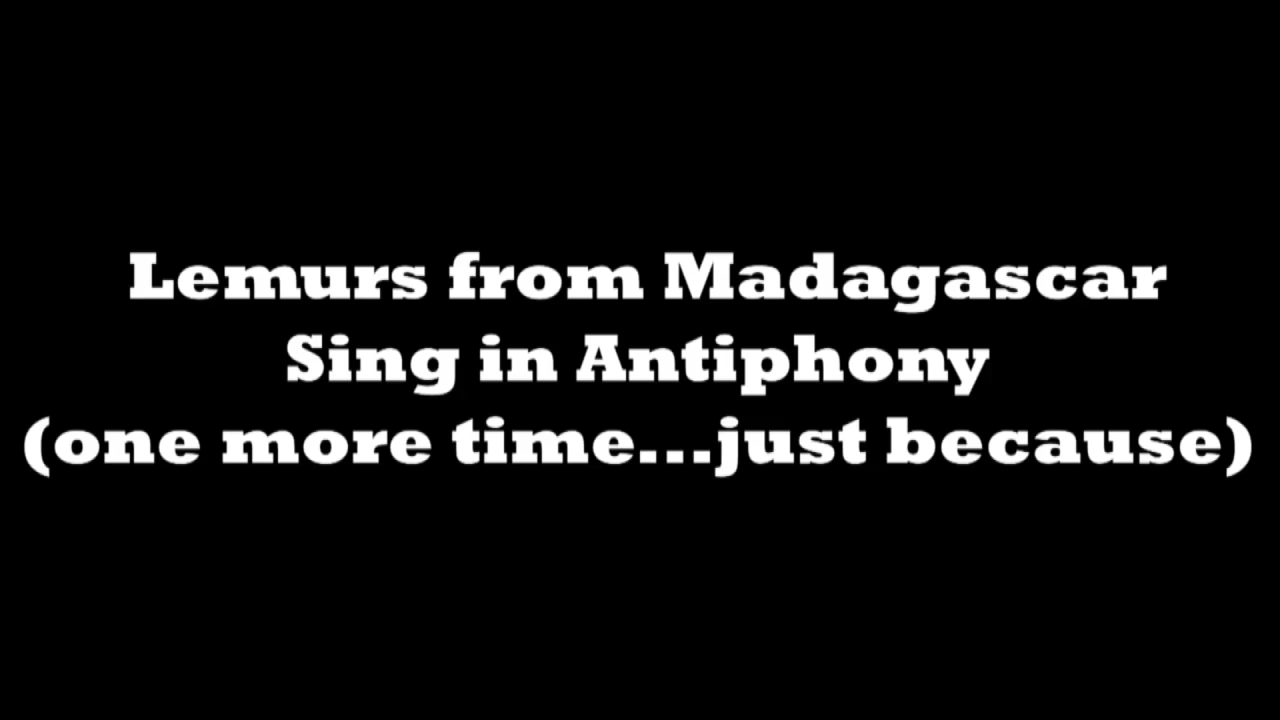 Lemurs from Madagascar
Sing in Antiphony
(one more time...just because)